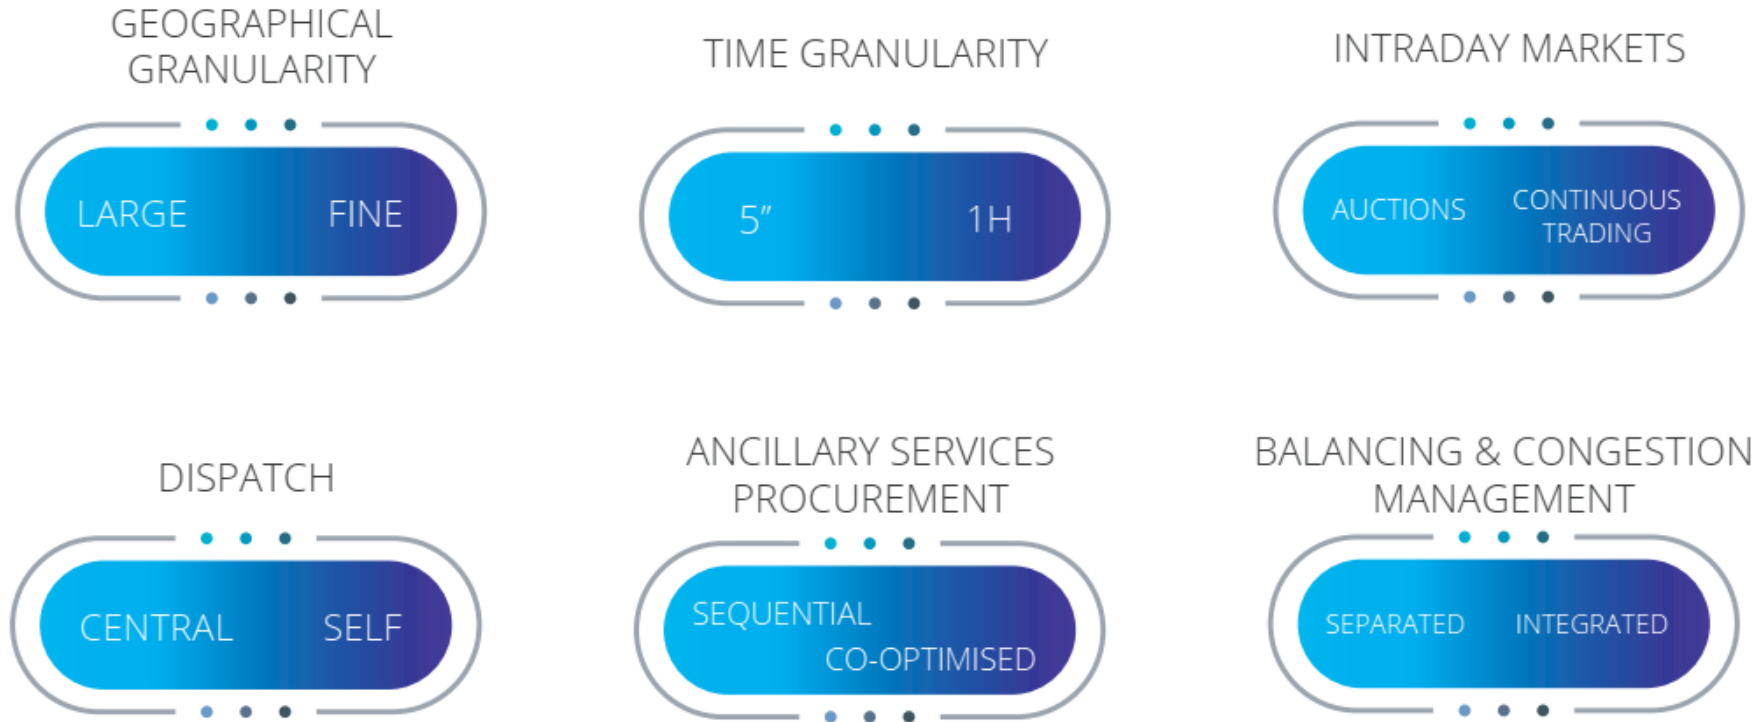 GEOGRAPHICAL
GRANULARITY
LARGE FINE
TIME GRANULARITY
5” 1H
INTRADAY MARKETS
AUCTIONS CONTINUOUS
TRADING
DISPATCH
CENTRAL SELF
ANCILLARY SERVICES
PROCUREMENT
SEQUENTIAL
CO-OPTIMISED
BALANCING & CONGESTION
MANAGEMENT
SEPARATED INTEGRATED